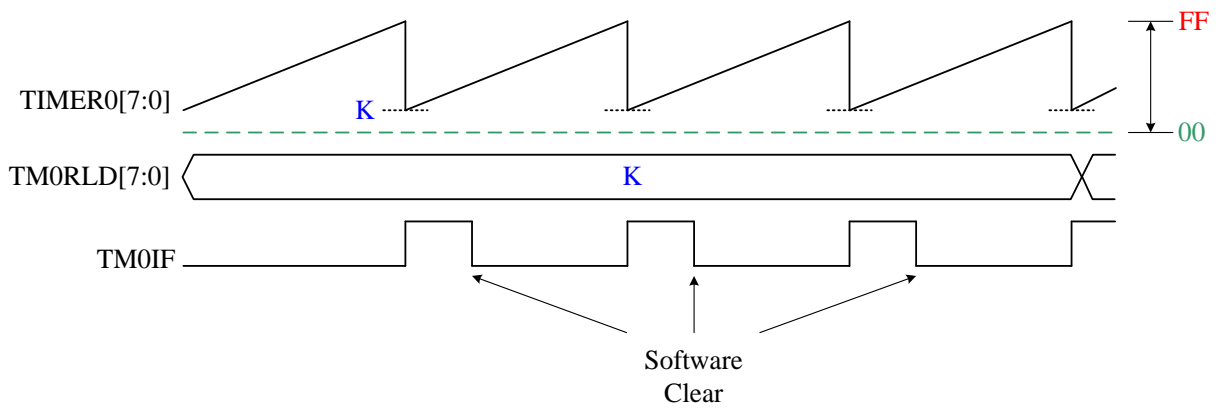 FF
TIMER0[7:0]
K
00
TM0RLD[7:0]
K
TM0IF
Software
Clear